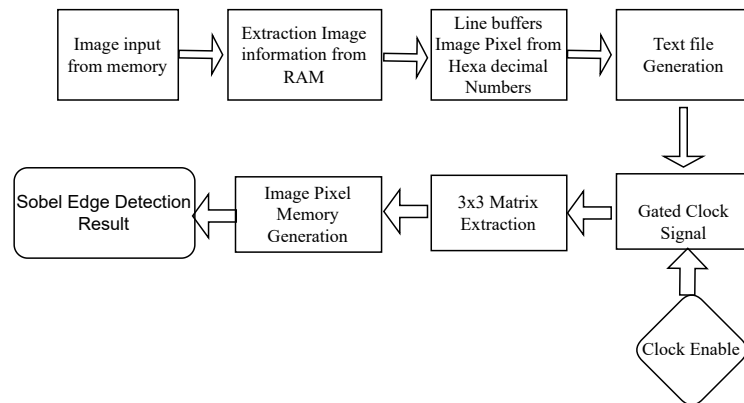 Image input
from memory
Extraction Image
information from
RAM
Line buffers
Image Pixel from
Hexa decimal
Numbers
Text file
Generation
Sobel Edge Detection
Result
Image Pixel
Memory
Generation
3x3 Matrix
Extraction
Gated Clock
Signal
Clock Enable